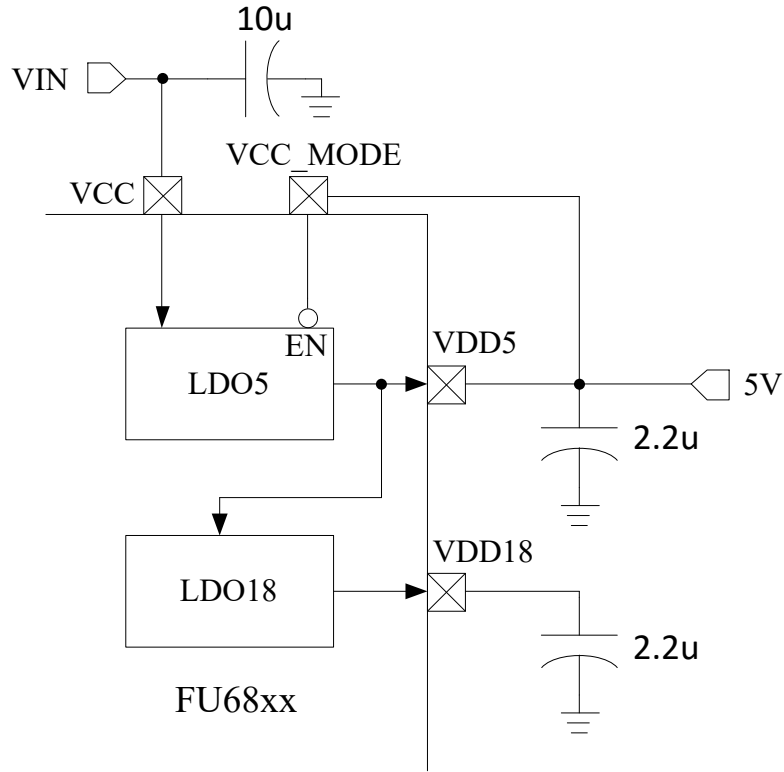 10u
VIN
VCC_MODE
VCC
EN
VDD5
LDO5
5V
2.2u
VDD18
LDO18
2.2u
FU68xx